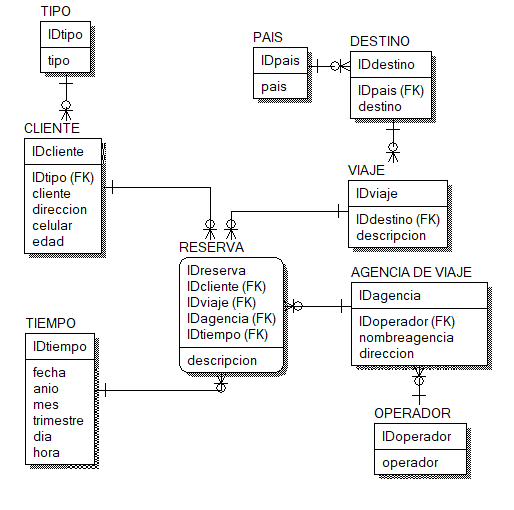 TIPO
IDtipo
tipo
PAIS
IDpais
pais
DESTINO
IDdestino
IDpais (FK)
destino
CLIENTE
IDcliente
IDtipo (FK)
cliente
direccion
celular
edad
VIAJE
IDviaje
IDdestino (FK)
descripcion
RESERVA
IDreserva
IDcliente (FK)
IDviaje (FK)
IDagencia (FK)
IDtiempo (FK)
descripcion
AGENCIA DE VIAJE
IDagencia
IDoperador (FK)
nombreagencia
direccion
TIEMPO
IDtiempo
fecha
anio
mes
trimestre
dia
hora
OPERADOR
IDoperador
operador